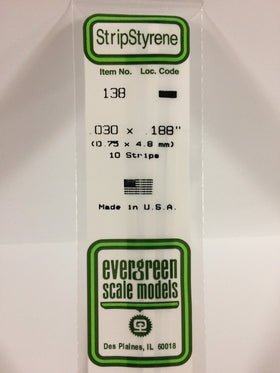 StripStyrene
Item No. Loc. Code
138
.030 x .188"
(0.75 x 4.8 mm)
10 Strips
Made in U.S.A.
evergreen
scale models
Des Plaines, IL 60018